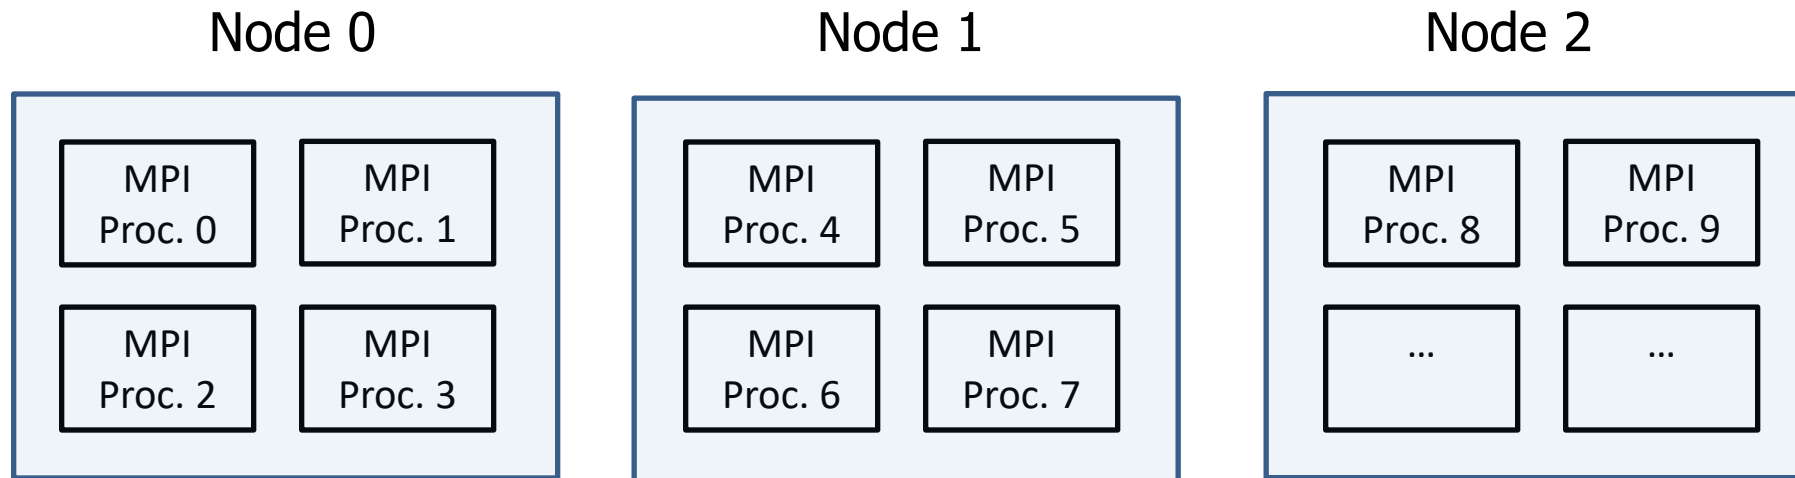 Node 0
Node 1
Node 2
MPI
Proc. 0
MPI
Proc. 1
MPI
Proc. 2
MPI
Proc. 3
MPI
Proc. 4
MPI
Proc. 5
MPI
Proc. 6
MPI
Proc. 7
MPI
Proc. 8
MPI
Proc. 9
...
...